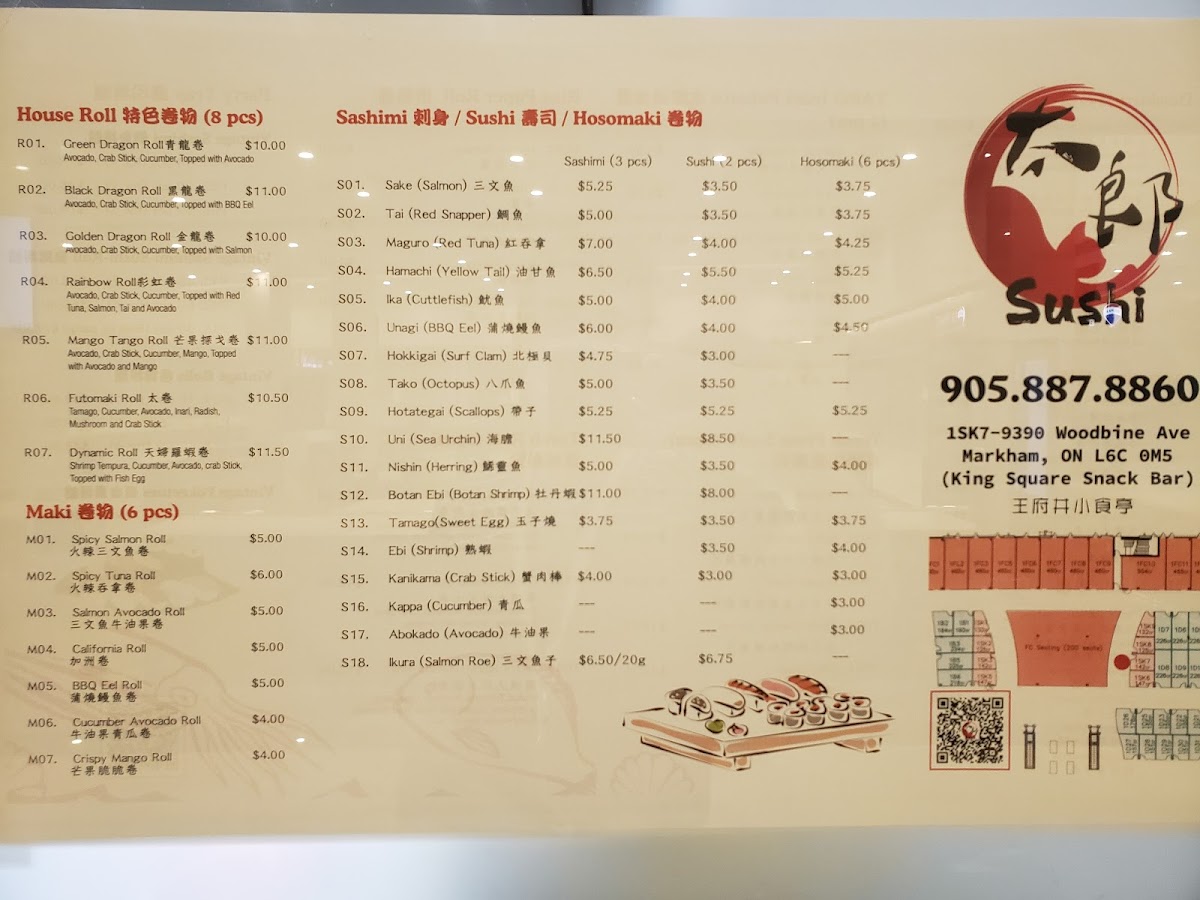 House Roll 特色卷物 (8 pcs)
R01. Green Dragon Roll青龍卷 $10.00
Avocado, Crab Stick, Cucumber, Topped with Avocado
R02. Black Dragon Roll 黑龍卷 $11.00
Avocado, Crab Stick, Cucumber, Topped with BBQ Eel
R03. Golden Dragon Roll 金龍卷 $10.00
Avocado, Crab Stick, Cucumber, Topped with Salmon
R04. Rainbow Roll彩虹卷 $11.00
Avocado, Crab Stick, Cucumber, Topped with Red
Tuna, Salmon, Tai and Avocado
R05. Mango Tango Roll 芒果探戈卷 $11.00
Avocado, Crab Stick, Cucumber, Mango, Topped
with Avocado and Mango
R06. Futomaki Roll 太卷 $10.50
Tamago, Cucumber, Avocado, Inari, Radish,
Mushroom and Crab Stick
R07. Dynamic Roll 天婦羅蝦卷 $11.50
Shrimp Tempura, Cucumber, Avocado, crab Stick,
Topped with Fish Egg
Maki 卷物 (6 pcs)
M01. Spicy Salmon Roll $5.00
火辣三文魚卷
M02. Spicy Tuna Roll $6.00
火辣吞拿卷
M03. Salmon Avocado Roll $5.00
三文魚牛油果卷
M04. California Roll $5.00
加洲卷
M05. BBQ Eel Roll $5.00
蒲燒鰻魚卷
M06. Cucumber Avocado Roll $4.00
牛油果青瓜卷
M07. Crispy Mango Roll $4.00
芒果脆脆卷
Sashimi 刺身 / Sushi 壽司 / Hosomaki 卷物
Sashimi (3 pcs) Sushi (2 pcs) Hosomaki (6 pcs)
S01. Sake (Salmon) 三文魚 $5.25 $3.50 $3.75
S02. Tai (Red Snapper) 鯛魚 $5.00 $3.50 $3.75
S03. Maguro (Red Tuna) 紅吞拿 $7.00 $4.00 $4.25
S04. Hamachi (Yellow Tail) 油甘魚 $6.50 $5.50 $5.25
S05. Ika (Cuttlefish) 魷魚 $5.00 $4.00 $5.00
S06. Unagi (BBQ Eel) 蒲燒鰻魚 $6.00 $4.00 $4.50
S07. Hokkigai (Surf Clam) 北極貝 $4.75 $3.00 ---
S08. Tako (Octopus) 八爪魚 $5.00 $3.50 ---
S09. Hotategai (Scallops) 帶子 $5.25 $5.25 $5.25
S10. Uni (Sea Urchin) 海膽 $11.50 $8.50 ---
S11. Nishin (Herring) 鯡靈魚 $5.00 $3.50 $4.00
S12. Botan Ebi (Botan Shrimp) 牡丹蝦 $11.00 $8.00 ---
S13. Tamago(Sweet Egg) 玉子燒 $3.75 $3.50 $3.75
S14. Ebi (Shrimp) 熟蝦 --- $3.50 $4.00
S15. Kanikama (Crab Stick) 蟹肉棒 $4.00 $3.00 $3.00
S16. Kappa (Cucumber) 青瓜 --- --- $3.00
S17. Abokado (Avocado) 牛油果 --- --- $3.00
S18. Ikura (Salmon Roe) 三文魚子 $6.50/20g $6.75 ---
太郎
Sushi
905.887.8860
1SK7-9390 Woodbine Ave
Markham, ON L6C 0M5
(King Square Snack Bar)
王府井小食亭
FC Seating (200 seats)